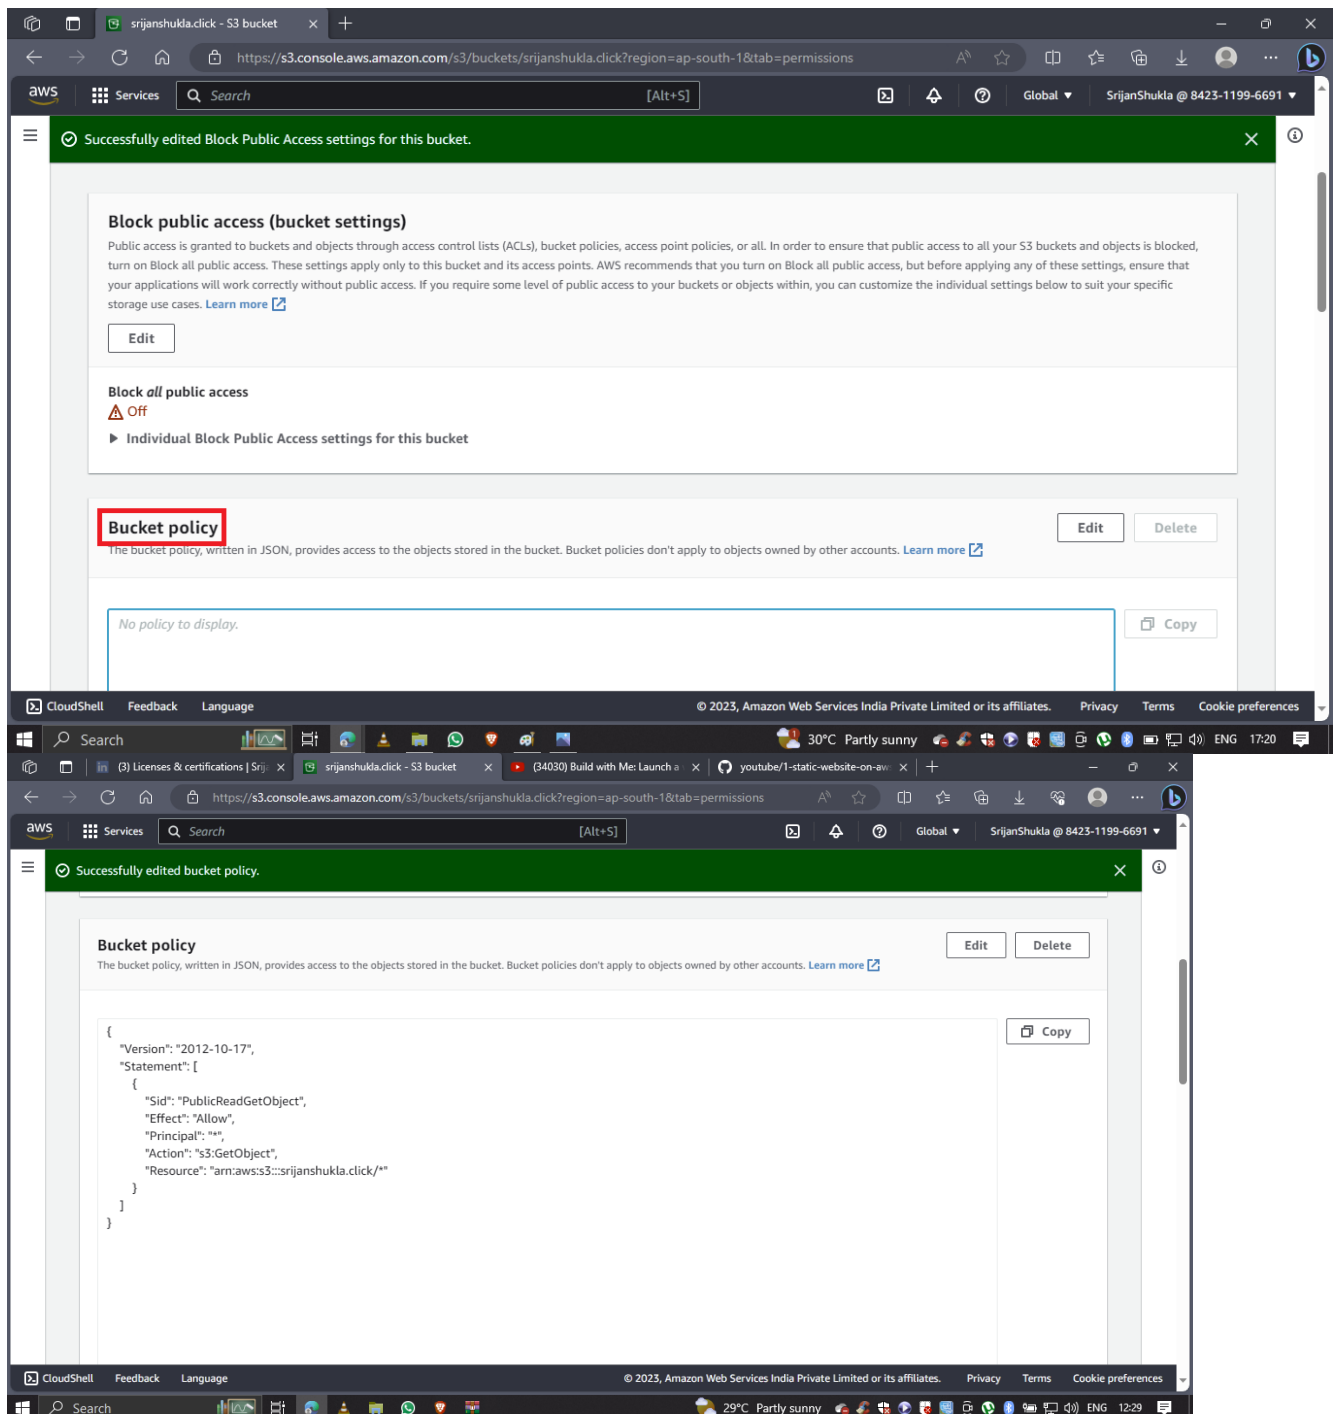 srijanshukla.click - S3 bucket
https://s3.console.aws.amazon.com/s3/buckets/srijanshukla.click?region=ap-south-1&tab=permissions
aws Services Search [Alt+S] Global ▼ SrijanShukla @ 8423-1199-6691 ▼
Successfully edited Block Public Access settings for this bucket.
Block public access (bucket settings)
Public access is granted to buckets and objects through access control lists (ACLs), bucket policies, access point policies, or all. In order to ensure that public access to all your S3 buckets and objects is blocked,
turn on Block all public access. These settings apply only to this bucket and its access points. AWS recommends that you turn on Block all public access, but before applying any of these settings, ensure that
your applications will work correctly without public access. If you require some level of public access to your buckets or objects within, you can customize the individual settings below to suit your specific
storage use cases. Learn more
Edit
Block all public access
Off
Individual Block Public Access settings for this bucket
Bucket policy Edit Delete
The bucket policy, written in JSON, provides access to the objects stored in the bucket. Bucket policies don't apply to objects owned by other accounts. Learn more
No policy to display. Copy
CloudShell Feedback Language © 2023, Amazon Web Services India Private Limited or its affiliates. Privacy Terms Cookie preferences
Search 30°C Partly sunny ENG 17:20
(3) Licenses & certifications | Srij srijanshukla.click - S3 bucket (34030) Build with Me: Launch a youtube/1-static-website-on-aw
https://s3.console.aws.amazon.com/s3/buckets/srijanshukla.click?region=ap-south-1&tab=permissions
aws Services Search [Alt+S] Global ▼ SrijanShukla @ 8423-1199-6691 ▼
Successfully edited bucket policy.
Bucket policy Edit Delete
The bucket policy, written in JSON, provides access to the objects stored in the bucket. Bucket policies don't apply to objects owned by other accounts. Learn more
Copy
{
"Version": "2012-10-17",
"Statement": [
{
"Sid": "PublicReadGetObject",
"Effect": "Allow",
"Principal": "*",
"Action": "s3:GetObject",
"Resource": "arn:aws:s3:::srijanshukla.click/*"
}
]
}
CloudShell Feedback Language © 2023, Amazon Web Services India Private Limited or its affiliates. Privacy Terms Cookie preferences
Search 29°C Partly sunny ENG 12:29